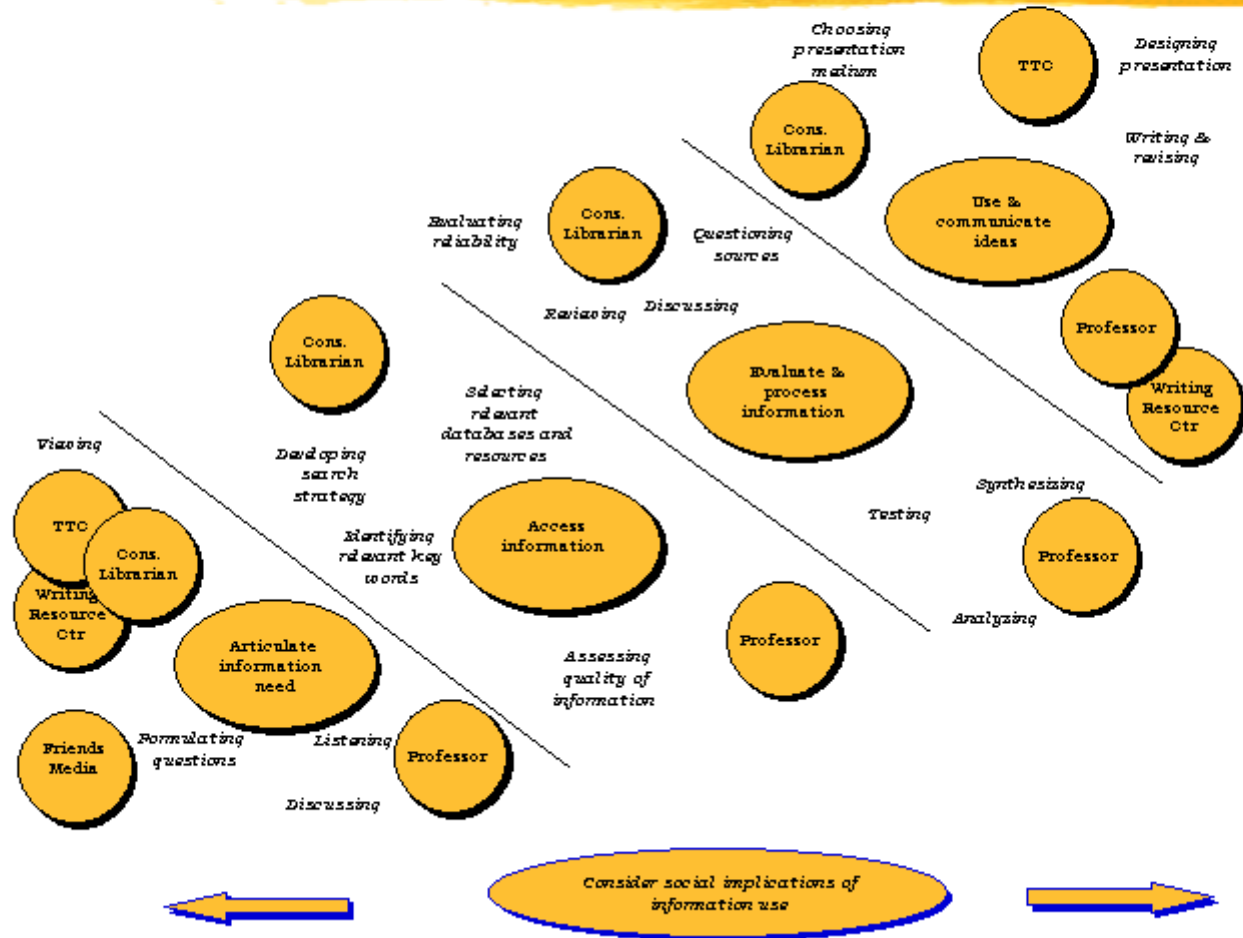 Choosing
presentation
medium
TTC
Designing
presentation
Cons.
Librarian
Writing &
revising
Use &
communicate
ideas
Professor
Writing
Resource
Ctr
Evaluating
reliability
Cons.
Librarian
Questioning
sources
Reviewing
Discussing
Evaluate &
process
information
Synthesizing
Testing
Professor
Analyzing
Cons.
Librarian
Selecting
relevant
databases and
resources
Developing
search
strategy
Identifying
relevant key
words
Access
information
Professor
Assessing
quality of
information
Viewing
TTC
Cons.
Librarian
Writing
Resource
Ctr
Articulate
information
need
Friends
Media
Formulating
questions
Listening
Professor
Discussing
Consider social implications of
information use